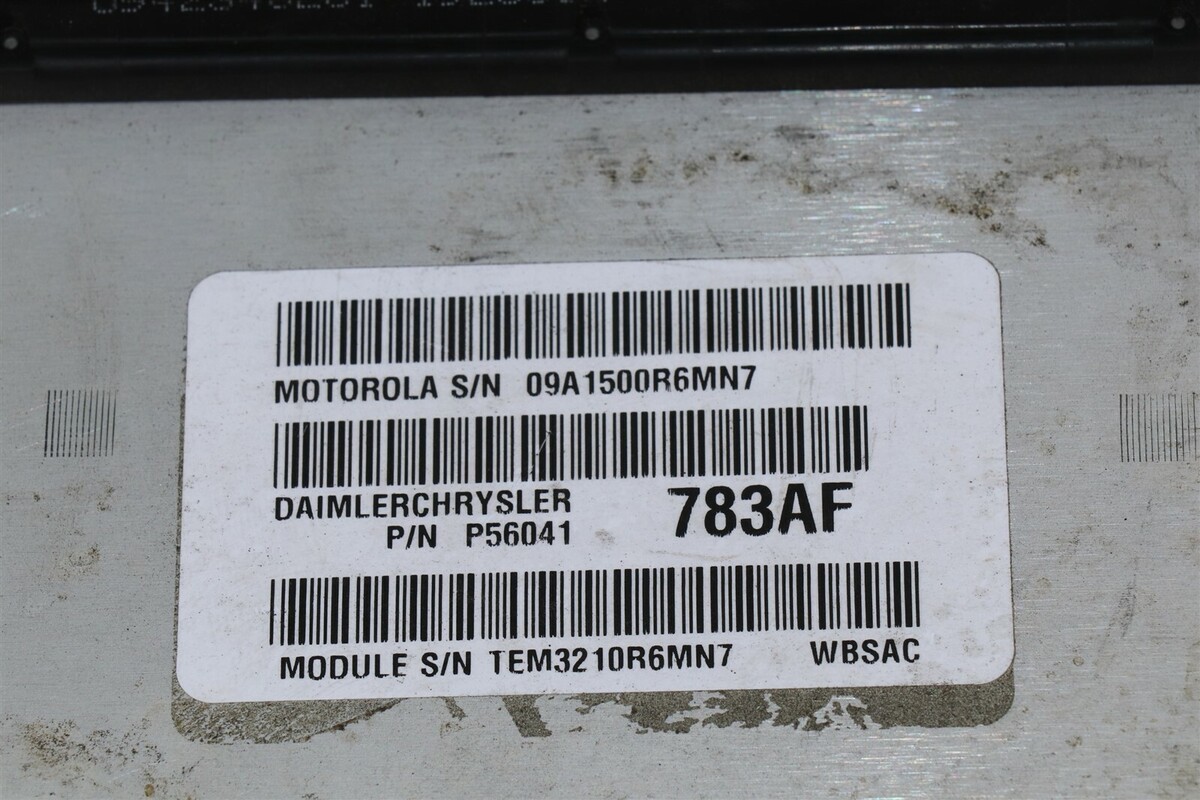 MOTOROLA S/N 09A1500R6MN7
DAIMLERCHRYSLER
P/N P56041 783AF
MODULE S/N TEM3210R6MN7 WBSAC